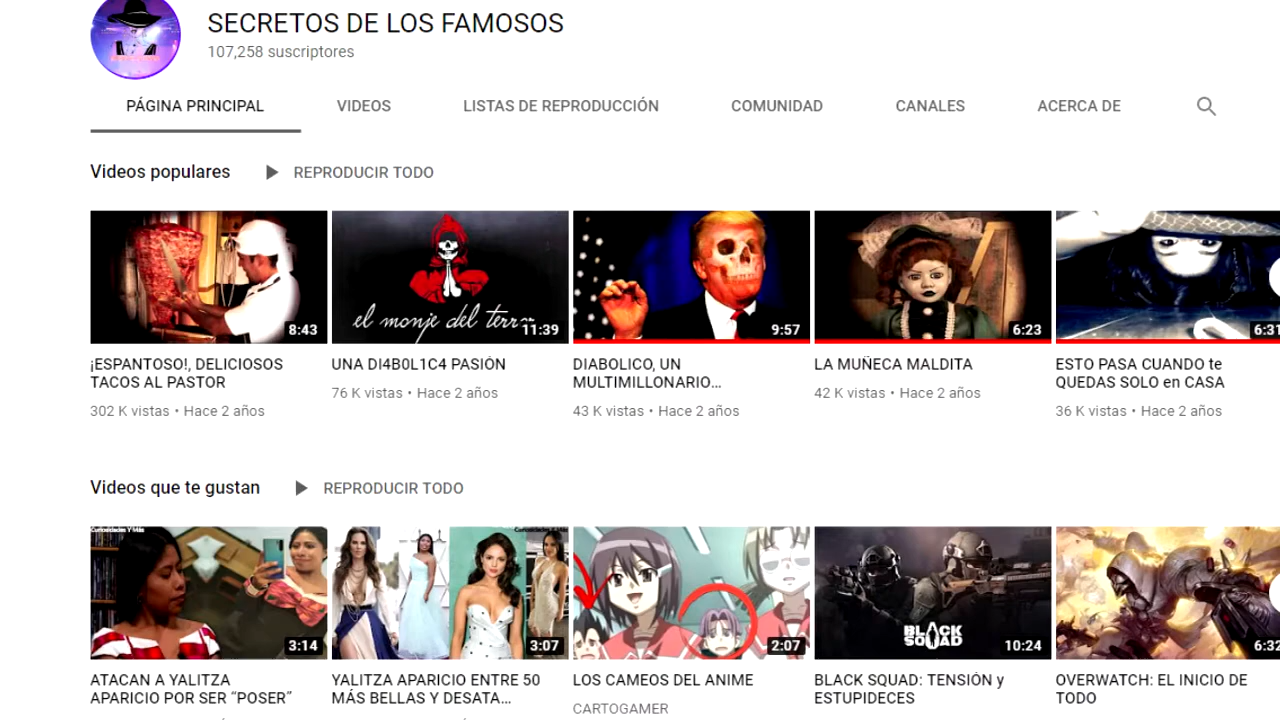 SECRETOS DE LOS FAMOSOS
107,258 suscriptores
PÁGINA PRINCIPAL VIDEOS LISTAS DE REPRODUCCIÓN COMUNIDAD CANALES ACERCA DE
Videos populares REPRODUCIR TODO
el monje del terror
8:43 11:39 9:57 6:23 6:31
¡ESPANTOSO!, DELICIOSOS
TACOS AL PASTOR
302 K vistas • Hace 2 años
UNA DI4B0L1C4 PASIÓN
76 K vistas • Hace 2 años
DIABOLICO, UN
MULTIMILLONARIO...
43 K vistas • Hace 2 años
LA MUÑECA MALDITA
42 K vistas • Hace 2 años
ESTO PASA CUANDO te
QUEDAS SOLO en CASA
36 K vistas • Hace 2 años
Videos que te gustan REPRODUCIR TODO
Curiosidades Y Más
Curiosidades Y Más
BLACK
SQUAD
3:14 3:07 2:07 10:24 6:32
ATACAN A YALITZA
APARICIO POR SER “POSER”
YALITZA APARICIO ENTRE 50
MÁS BELLAS Y DESATA...
LOS CAMEOS DEL ANIME
CARTOGAMER
BLACK SQUAD: TENSIÓN y
ESTUPIDECES
OVERWATCH: EL INICIO DE
TODO